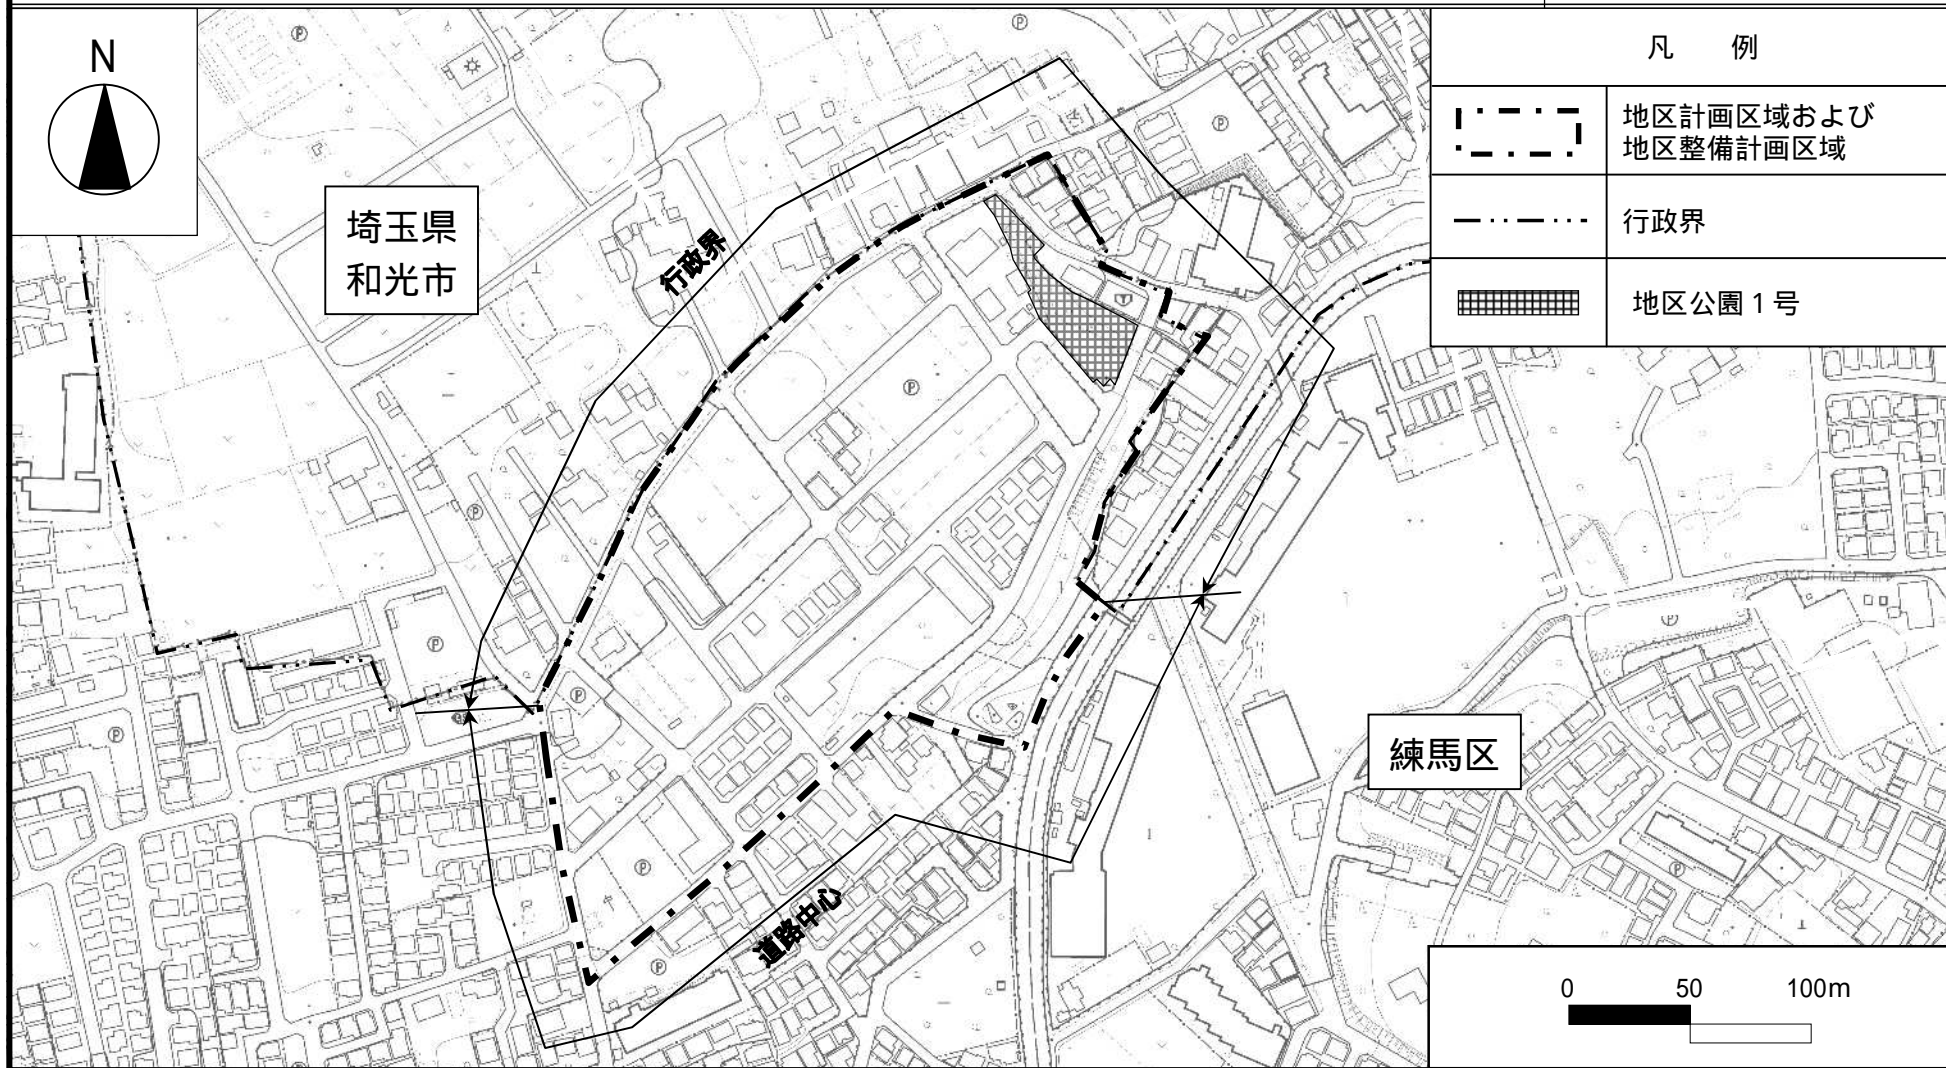 N
埼玉県
和光市
行政界
道路中心
練馬区
凡 例
地区計画区域および
地区整備計画区域
行政界
地区公園1号
0 50 100m
P
P
P
P
P
P
P
P
P
P
P